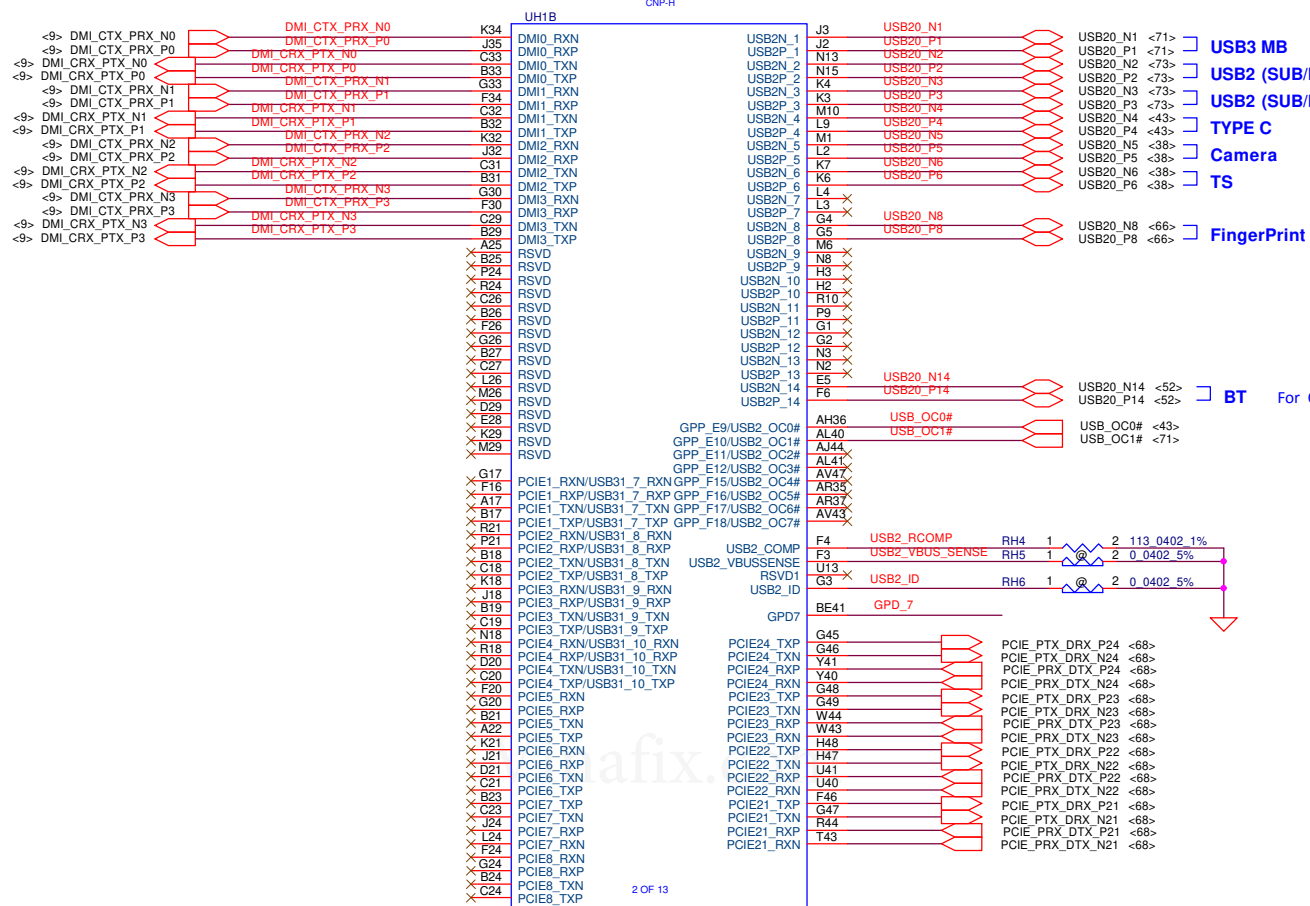 CNP-H
UH1B
<9> DMI_CTX_PRX_N0 DMI_CTX_PRX_N0 K34 DMI0_RXN
<9> DMI_CTX_PRX_P0 DMI_CTX_PRX_P0 J35 DMI0_RXP
<9> DMI_CRX_PTX_N0 DMI_CRX_PTX_N0 C33 DMI0_TXN
<9> DMI_CRX_PTX_P0 DMI_CRX_PTX_P0 B33 DMI0_TXP
<9> DMI_CTX_PRX_N1 DMI_CTX_PRX_N1 G33 DMI1_RXN
<9> DMI_CTX_PRX_P1 DMI_CTX_PRX_P1 F34 DMI1_RXP
<9> DMI_CRX_PTX_N1 DMI_CRX_PTX_N1 C32 DMI1_TXN
<9> DMI_CRX_PTX_P1 DMI_CRX_PTX_P1 B32 DMI1_TXP
<9> DMI_CTX_PRX_N2 DMI_CTX_PRX_N2 K32 DMI2_RXN
<9> DMI_CTX_PRX_P2 DMI_CTX_PRX_P2 J32 DMI2_RXP
<9> DMI_CRX_PTX_N2 DMI_CRX_PTX_N2 C31 DMI2_TXN
<9> DMI_CRX_PTX_P2 DMI_CRX_PTX_P2 B31 DMI2_TXP
<9> DMI_CTX_PRX_N3 DMI_CTX_PRX_N3 G30 DMI3_RXN
<9> DMI_CTX_PRX_P3 DMI_CTX_PRX_P3 F30 DMI3_RXP
<9> DMI_CRX_PTX_N3 DMI_CRX_PTX_N3 C29 DMI3_TXN
<9> DMI_CRX_PTX_P3 DMI_CRX_PTX_P3 B29 DMI3_TXP
A25 RSVD
B25 RSVD
P24 RSVD
R24 RSVD
C26 RSVD
B26 RSVD
F26 RSVD
G26 RSVD
B27 RSVD
C27 RSVD
L26 RSVD
M26 RSVD
D29 RSVD
E28 RSVD
K29 RSVD
M29 RSVD
G17 PCIE1_RXN/USB31_7_RXN
F16 PCIE1_RXP/USB31_7_RXP
A17 PCIE1_TXN/USB31_7_TXN
B17 PCIE1_TXP/USB31_7_TXP
R21 PCIE2_RXN/USB31_8_RXN
P21 PCIE2_RXP/USB31_8_RXP
B18 PCIE2_TXN/USB31_8_TXN
C18 PCIE2_TXP/USB31_8_TXP
K18 PCIE3_RXN/USB31_9_RXN
J18 PCIE3_RXP/USB31_9_RXP
B19 PCIE3_TXN/USB31_9_TXN
C19 PCIE3_TXP/USB31_9_TXP
N18 PCIE4_RXN/USB31_10_RXN
R18 PCIE4_RXP/USB31_10_RXP
D20 PCIE4_TXN/USB31_10_TXN
C20 PCIE4_TXP/USB31_10_TXP
F20 PCIE5_RXN
G20 PCIE5_RXP
B21 PCIE5_TXN
A22 PCIE5_TXP
K21 PCIE6_RXN
J21 PCIE6_RXP
D21 PCIE6_TXN
C21 PCIE6_TXP
B23 PCIE7_TXP
C23 PCIE7_TXN
J24 PCIE7_RXP
L24 PCIE7_RXN
F24 PCIE8_RXN
G24 PCIE8_RXP
B24 PCIE8_TXN
C24 PCIE8_TXP
2 OF 13
USB2N_1 J3 USB20_N1 USB20_N1 <71>
USB2P_1 J2 USB20_P1 USB20_P1 <71>
USB3 MB
USB2N_2 N13 USB20_N2 USB20_N2 <73>
USB2P_2 N15 USB20_P2 USB20_P2 <73>
USB2 (SUB/
USB2N_3 K4 USB20_N3 USB20_N3 <73>
USB2P_3 K3 USB20_P3 USB20_P3 <73>
USB2 (SUB/
USB2N_4 M10 USB20_N4 USB20_N4 <43>
USB2P_4 L9 USB20_P4 USB20_P4 <43>
TYPE C
USB2N_5 M1 USB20_N5 USB20_N5 <38>
USB2P_5 L2 USB20_P5 USB20_P5 <38>
Camera
USB2N_6 K7 USB20_N6 USB20_N6 <38>
USB2P_6 K6 USB20_P6 USB20_P6 <38>
TS
USB2N_7 L4
USB2P_7 L3
USB2N_8 G4 USB20_N8 USB20_N8 <66>
USB2P_8 G5 USB20_P8 USB20_P8 <66>
FingerPrint
USB2N_9 M6
USB2P_9 N8
USB2N_10 H3
USB2P_10 H2
USB2N_11 R10
USB2P_11 P9
USB2N_12 G1
USB2P_12 G2
USB2N_13 N3
USB2P_13 N2
USB2N_14 E5 USB20_N14 USB20_N14 <52>
USB2P_14 F6 USB20_P14 USB20_P14 <52>
BT For
GPP_E9/USB2_OC0# AH36 USB_OC0# USB_OC0# <43>
GPP_E10/USB2_OC1# AL40 USB_OC1# USB_OC1# <71>
GPP_E11/USB2_OC2# AJ44
GPP_E12/USB2_OC3# AL41
GPP_F15/USB2_OC4# AV47
GPP_F16/USB2_OC5# AR35
GPP_F17/USB2_OC6# AR37
GPP_F18/USB2_OC7# AV43
USB2_COMP F4 USB2_RCOMP RH4 1 2 113_0402_1%
USB2_VBUSSENSE F3 USB2_VBUS_SENSE RH5 1 @ 2 0_0402_5%
RSVD1 U13
USB2_ID G3 USB2_ID RH6 1 @ 2 0_0402_5%
GPD7 BE41 GPD_7
PCIE24_TXP G45 PCIE_PTX_DRX_P24 <68>
PCIE24_TXN G46 PCIE_PTX_DRX_N24 <68>
PCIE24_RXP Y41 PCIE_PRX_DTX_P24 <68>
PCIE24_RXN Y40 PCIE_PRX_DTX_N24 <68>
PCIE23_TXP G48 PCIE_PTX_DRX_P23 <68>
PCIE23_TXN G49 PCIE_PTX_DRX_N23 <68>
PCIE23_RXP W44 PCIE_PRX_DTX_P23 <68>
PCIE23_RXN W43 PCIE_PRX_DTX_N23 <68>
PCIE22_TXP H48 PCIE_PTX_DRX_P22 <68>
PCIE22_TXN H47 PCIE_PTX_DRX_N22 <68>
PCIE22_RXP U41 PCIE_PRX_DTX_P22 <68>
PCIE22_RXN U40 PCIE_PRX_DTX_N22 <68>
PCIE21_TXP F46 PCIE_PTX_DRX_P21 <68>
PCIE21_TXN G47 PCIE_PTX_DRX_N21 <68>
PCIE21_RXP R44 PCIE_PRX_DTX_P21 <68>
PCIE21_RXN T43 PCIE_PRX_DTX_N21 <68>